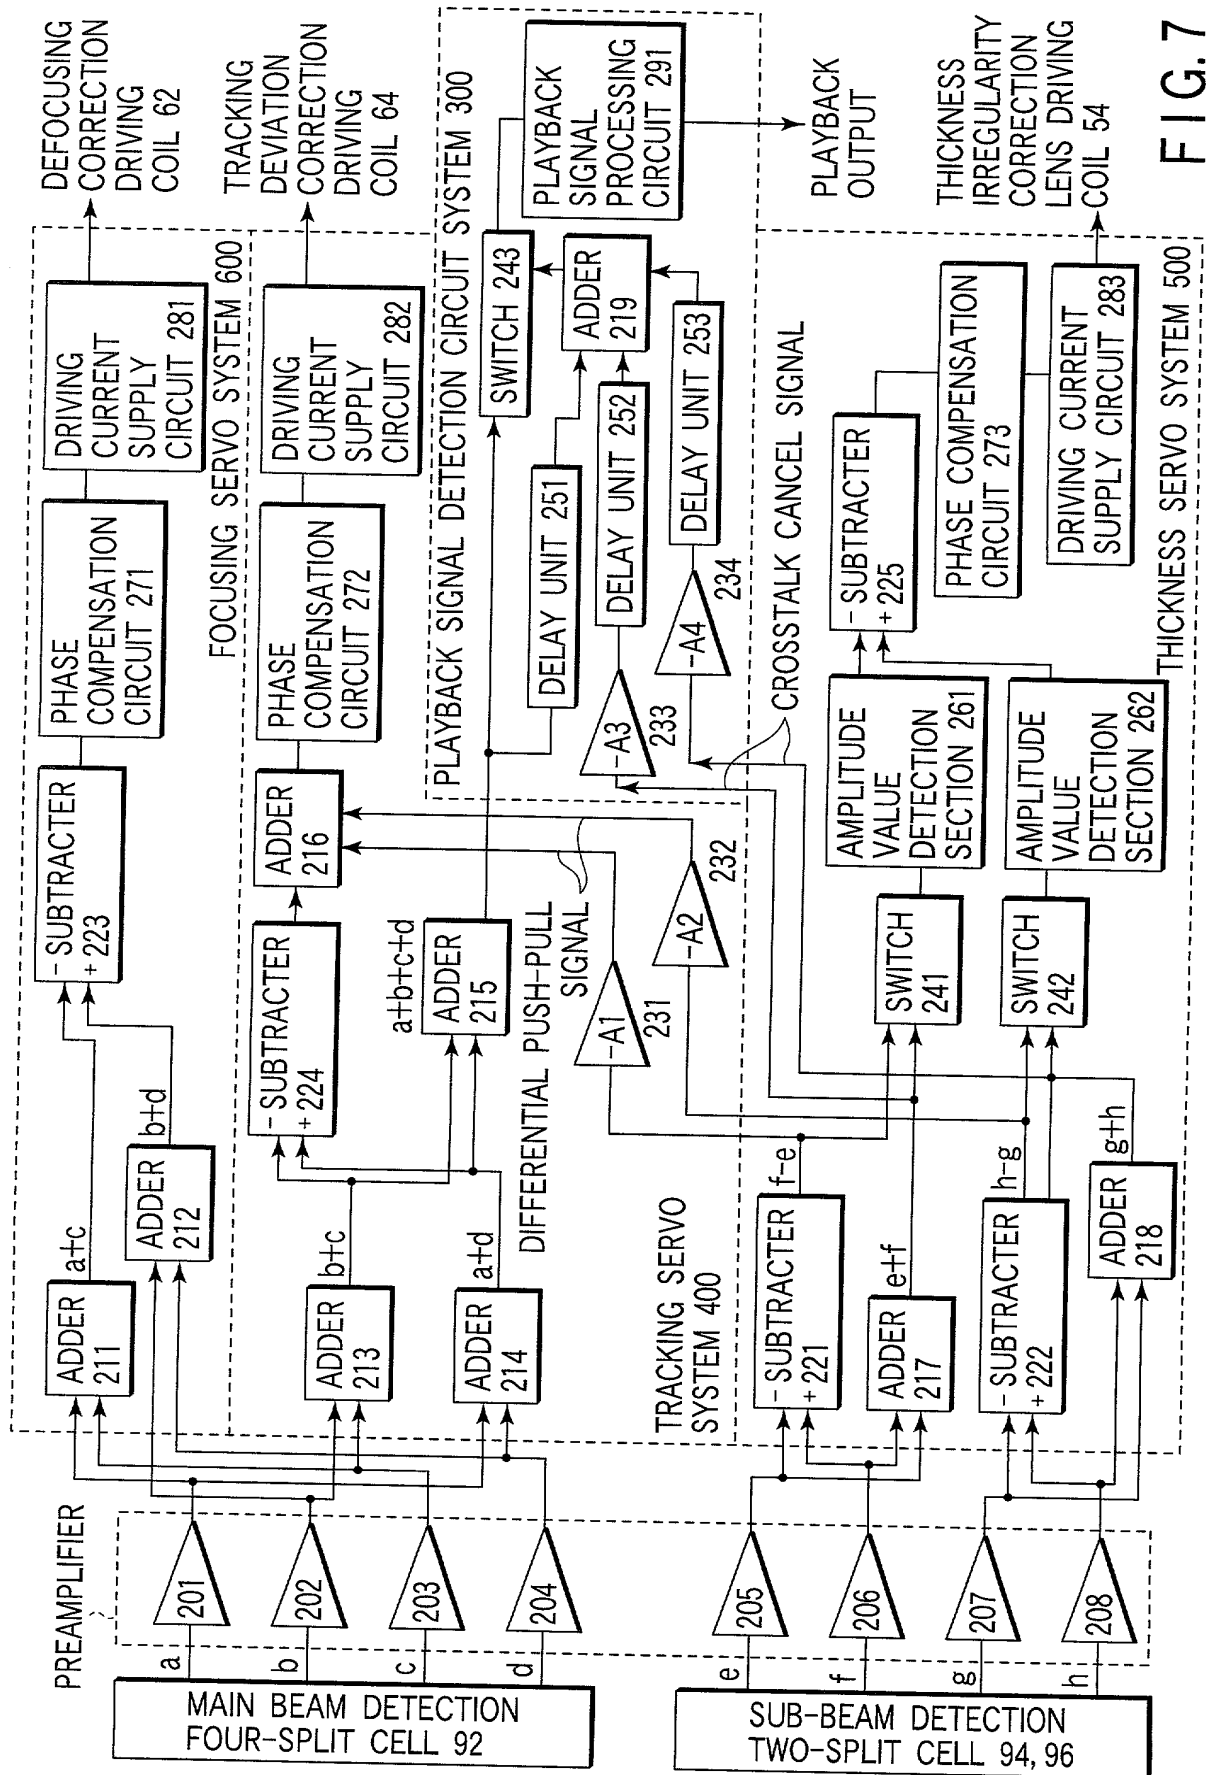 PREAMPLIFIER
MAIN BEAM DETECTION
FOUR-SPLIT CELL 92
a
b
c
d
201
202
203
204
SUB-BEAM DETECTION
TWO-SPLIT CELL 94, 96
e
f
g
h
205
206
207
208
FOCUSING SERVO SYSTEM 600
ADDER
211
a+c
ADDER
212
b+d
- SUBTRACTER
+ 223
PHASE
COMPENSATION
CIRCUIT 271
DRIVING
CURRENT
SUPPLY
CIRCUIT 281
DEFOCUSING
CORRECTION
DRIVING
COIL 62
TRACKING SERVO
SYSTEM 400
ADDER
213
b+c
ADDER
214
a+d
- SUBTRACTER
+ 224
ADDER
215
a+b+c+d
ADDER
216
PHASE
COMPENSATION
CIRCUIT 272
DRIVING
CURRENT
SUPPLY
CIRCUIT 282
TRACKING
DEVIATION
CORRECTION
DRIVING
COIL 64
DIFFERENTIAL PUSH-PULL
SIGNAL
-A1
231
-A2
232
PLAYBACK SIGNAL DETECTION CIRCUIT SYSTEM 300
SWITCH 243
DELAY UNIT 251
DELAY UNIT 252
DELAY UNIT 253
-A3
233
-A4
234
ADDER
219
PLAYBACK
SIGNAL
PROCESSING
CIRCUIT 291
PLAYBACK
OUTPUT
CROSSTALK CANCEL SIGNAL
THICKNESS SERVO SYSTEM 500
- SUBTRACTER
+ 221
f-e
ADDER
217
e+f
- SUBTRACTER
+ 222
h-g
ADDER
218
g+h
SWITCH
241
SWITCH
242
AMPLITUDE
VALUE
DETECTION
SECTION 261
AMPLITUDE
VALUE
DETECTION
SECTION 262
- SUBTRACTER
+ 225
PHASE COMPENSATION
CIRCUIT 273
DRIVING CURRENT
SUPPLY CIRCUIT 283
THICKNESS
IRREGULARITY
CORRECTION
LENS DRIVING
COIL 54
FIG. 7